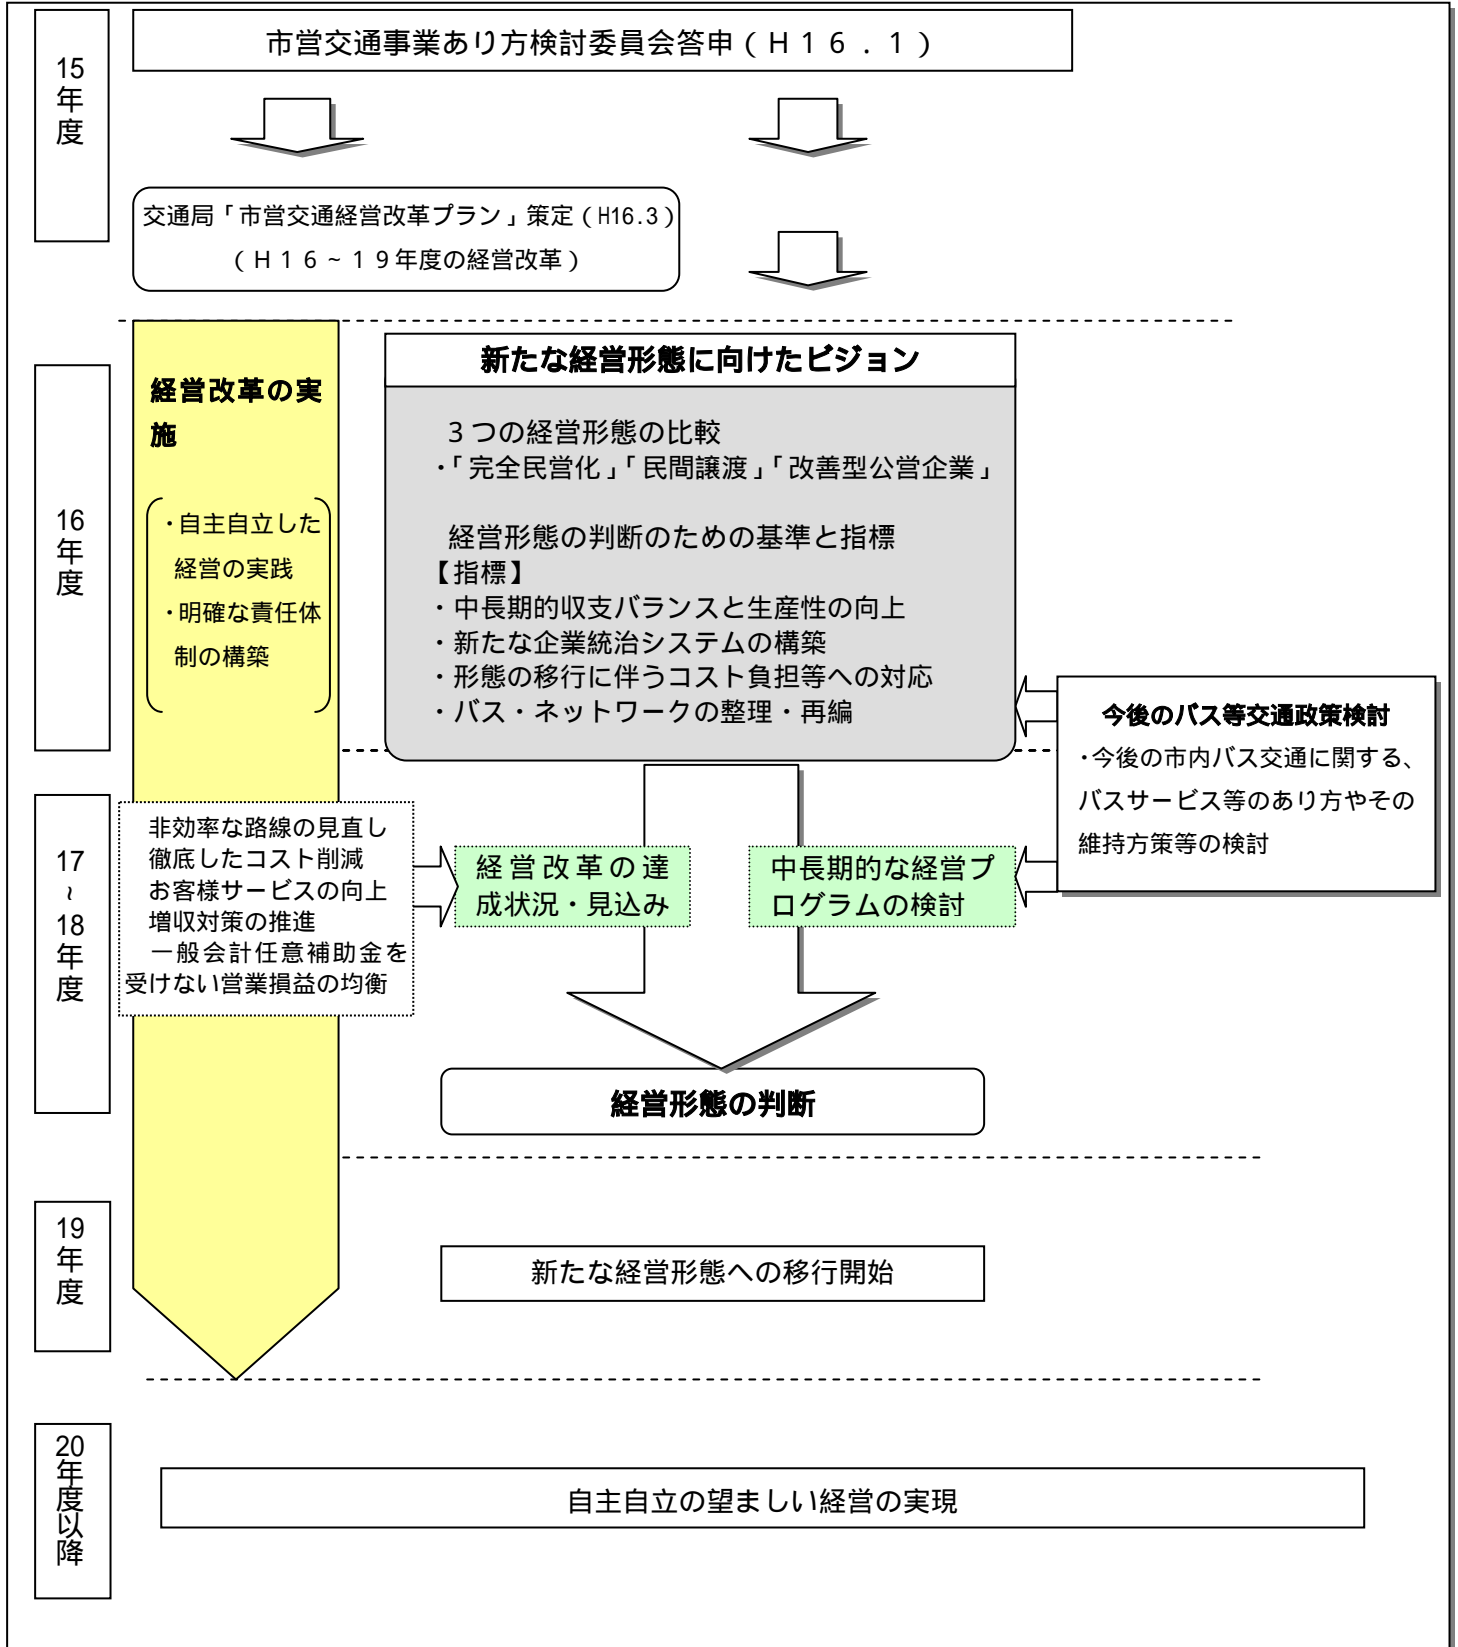 15
年
度
市営交通事業あり方検討委員会答申（Ｈ１６．１）
交通局「市営交通経営改革プラン」策定（H16.3）
（Ｈ１６～１９年度の経営改革）
16
年
度
経営改革の実
施
・自主自立した
経営の実践
・明確な責任体
制の構築
新たな経営形態に向けたビジョン
３つの経営形態の比較
・「完全民営化」「民間譲渡」「改善型公営企業」
経営形態の判断のための基準と指標
【指標】
・中長期的収支バランスと生産性の向上
・新たな企業統治システムの構築
・形態の移行に伴うコスト負担等への対応
・バス・ネットワークの整理・再編
今後のバス等交通政策検討
・今後の市内バス交通に関する、
バスサービス等のあり方やその
維持方策等の検討
17
～
18
年
度
非効率な路線の見直し
徹底したコスト削減
お客様サービスの向上
増収対策の推進
一般会計任意補助金を
受けない営業損益の均衡
経営改革の達
成状況・見込み
中長期的な経営プ
ログラムの検討
経営形態の判断
19
年
度
新たな経営形態への移行開始
20
年
度
以
降
自主自立の望ましい経営の実現